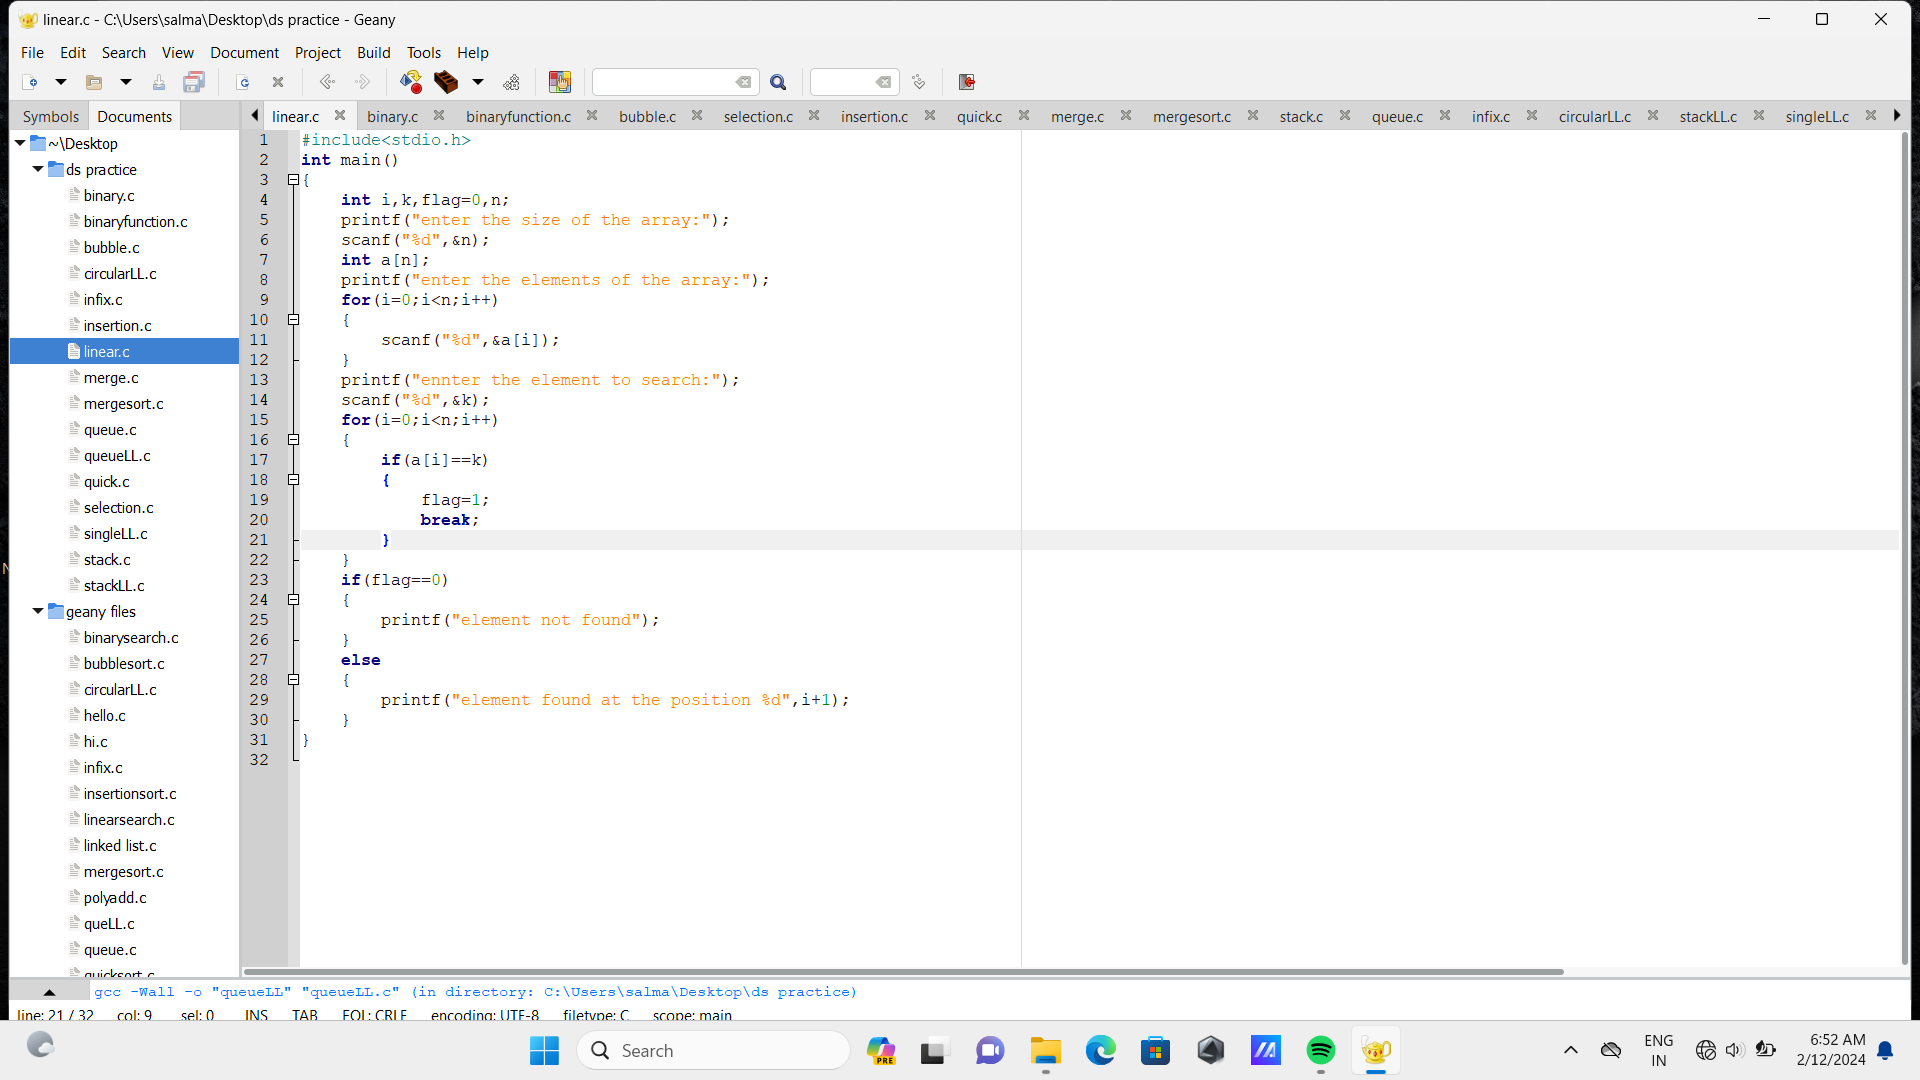 linear.c - C:\Users\salma\Desktop\ds practice - Geany
File Edit Search View Document Project Build Tools Help
Symbols Documents
linear.c binary.c binaryfunction.c bubble.c selection.c insertion.c quick.c merge.c mergesort.c stack.c queue.c infix.c circularLL.c stackLL.c singleLL.c
~\Desktop
ds practice
binary.c
binaryfunction.c
bubble.c
circularLL.c
infix.c
insertion.c
linear.c
merge.c
mergesort.c
queue.c
queueLL.c
quick.c
selection.c
singleLL.c
stack.c
stackLL.c
geany files
binarysearch.c
bubblesort.c
circularLL.c
hello.c
hi.c
infix.c
insertionsort.c
linearsearch.c
linked list.c
mergesort.c
polyadd.c
queLL.c
queue.c
quicksort.c
1 #include<stdio.h>
2 int main()
3 {
4 int i,k,flag=0,n;
5 printf("enter the size of the array:");
6 scanf("%d",&n);
7 int a[n];
8 printf("enter the elements of the array:");
9 for(i=0;i<n;i++)
10 {
11 scanf("%d",&a[i]);
12 }
13 printf("ennter the element to search:");
14 scanf("%d",&k);
15 for(i=0;i<n;i++)
16 {
17 if(a[i]==k)
18 {
19 flag=1;
20 break;
21 }
22 }
23 if(flag==0)
24 {
25 printf("element not found");
26 }
27 else
28 {
29 printf("element found at the position %d",i+1);
30 }
31 }
32
gcc -Wall -o "queueLL" "queueLL.c" (in directory: C:\Users\salma\Desktop\ds practice)
line: 21 / 32 col: 9 sel: 0 INS TAB EOL: CRLF encoding: UTF-8 filetype: C scope: main
Search
PRE
ENG
IN
6:52 AM
2/12/2024